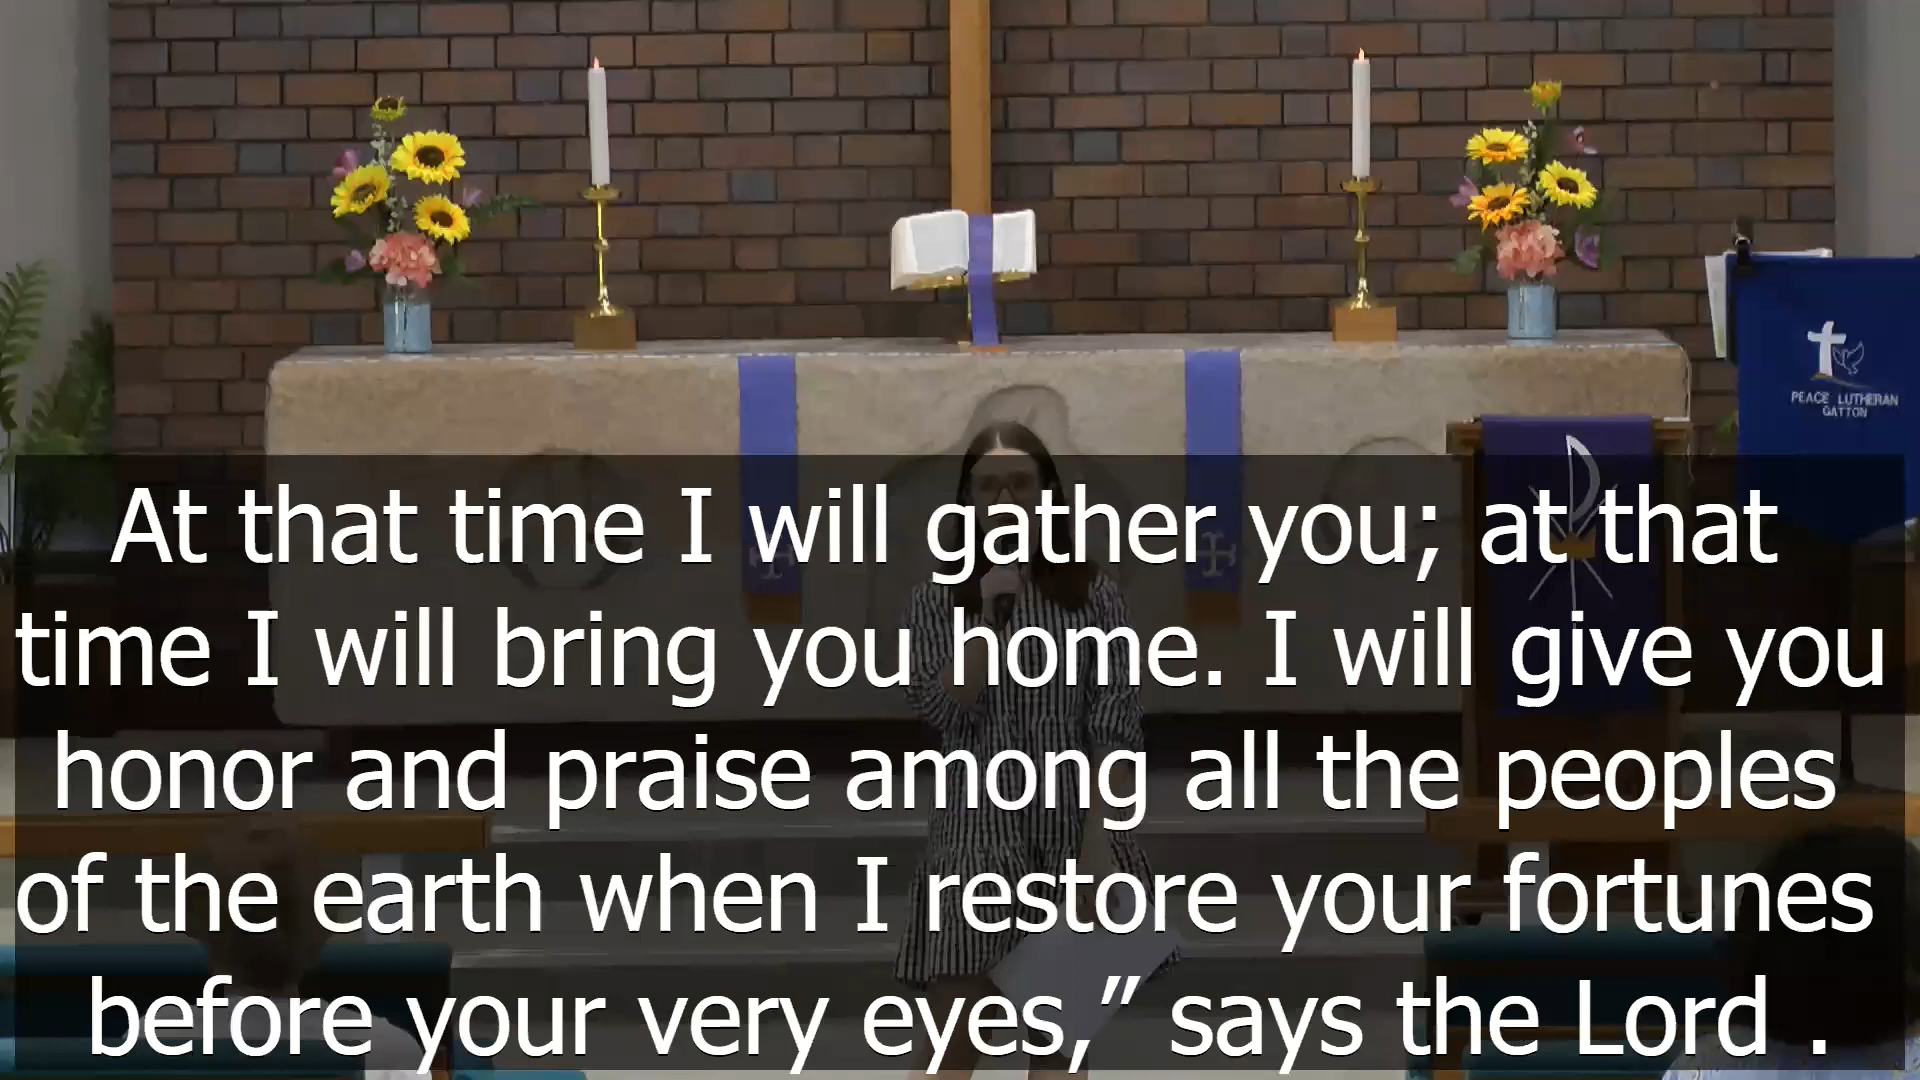 PEACE LUTHERAN
GATTON
At that time I will gather you; at that
time I will bring you home. I will give you
honor and praise among all the peoples
of the earth when I restore your fortunes
before your very eyes,” says the Lord .